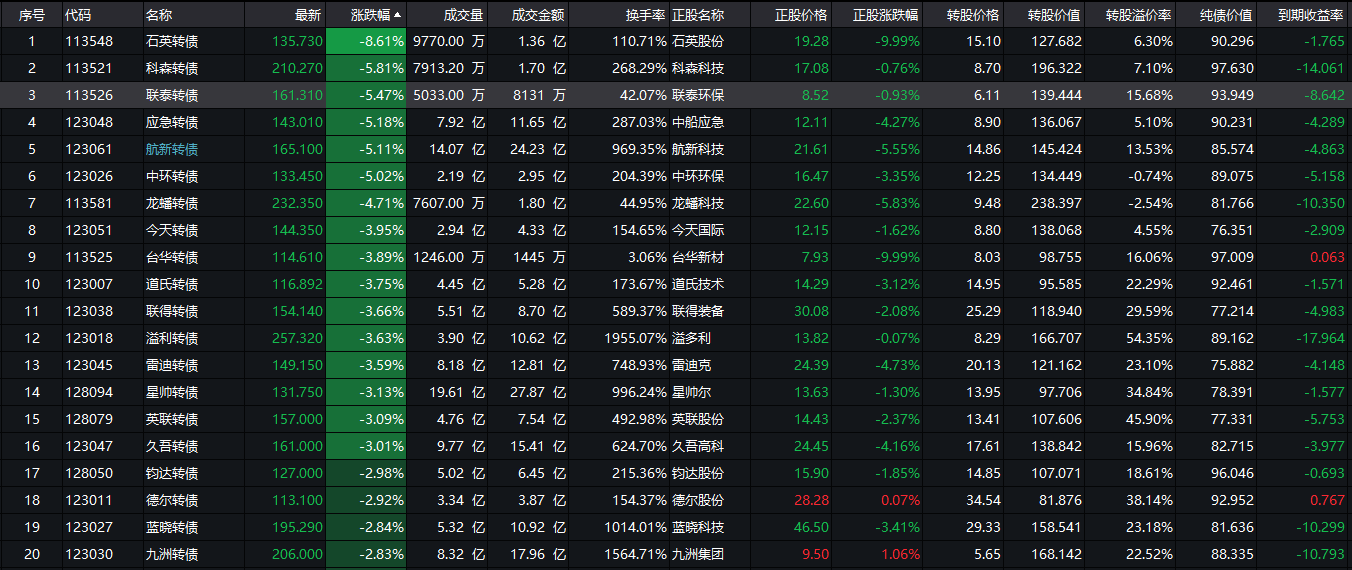 序号 代码 名称 最新 涨跌幅 成交量 成交金额 换手率 正股名称 正股价格 正股涨跌幅 转股价格 转股价值 转股溢价率 纯债价值 到期收益率
1 113548 石英转债 135.730 -8.61% 9770.00 万 1.36 亿 110.71% 石英股份 19.28 -9.99% 15.10 127.682 6.30% 90.296 -1.765
2 113521 科森转债 210.270 -5.81% 7913.20 万 1.70 亿 268.29% 科森科技 17.08 -0.76% 8.70 196.322 7.10% 97.630 -14.061
3 113526 联泰转债 161.310 -5.47% 5033.00 万 8131 万 42.07% 联泰环保 8.52 -0.93% 6.11 139.444 15.68% 93.949 -8.642
4 123048 应急转债 143.010 -5.18% 7.92 亿 11.65 亿 287.03% 中船应急 12.11 -4.27% 8.90 136.067 5.10% 90.231 -4.289
5 123061 航新转债 165.100 -5.11% 14.07 亿 24.23 亿 969.35% 航新科技 21.61 -5.55% 14.86 145.424 13.53% 85.574 -4.863
6 123026 中环转债 133.450 -5.02% 2.19 亿 2.95 亿 204.39% 中环环保 16.47 -3.35% 12.25 134.449 -0.74% 89.075 -5.158
7 113581 龙蟠转债 232.350 -4.71% 7607.00 万 1.80 亿 44.95% 龙蟠科技 22.60 -5.83% 9.48 238.397 -2.54% 81.766 -10.350
8 123051 今天转债 144.350 -3.95% 2.94 亿 4.33 亿 154.65% 今天国际 12.15 -1.62% 8.80 138.068 4.55% 76.351 -2.909
9 113525 台华转债 114.610 -3.89% 1246.00 万 1445 万 3.06% 台华新材 7.93 -9.99% 8.03 98.755 16.06% 97.009 0.063
10 123007 道氏转债 116.892 -3.75% 4.45 亿 5.28 亿 173.67% 道氏技术 14.29 -3.12% 14.95 95.585 22.29% 92.461 -1.571
11 123038 联得转债 154.140 -3.66% 5.51 亿 8.70 亿 589.37% 联得装备 30.08 -2.08% 25.29 118.940 29.59% 77.214 -4.983
12 123018 溢利转债 257.320 -3.63% 3.90 亿 10.62 亿 1955.07% 溢多利 13.82 -0.07% 8.29 166.707 54.35% 89.162 -17.964
13 123045 雷迪转债 149.150 -3.59% 8.18 亿 12.81 亿 748.93% 雷迪克 24.39 -4.73% 20.13 121.162 23.10% 75.882 -4.148
14 128094 星帅转债 131.750 -3.13% 19.61 亿 27.87 亿 996.24% 星帅尔 13.63 -1.30% 13.95 97.706 34.84% 78.391 -1.577
15 128079 英联转债 157.000 -3.09% 4.76 亿 7.54 亿 492.98% 英联股份 14.43 -2.37% 13.41 107.606 45.90% 77.331 -5.753
16 123047 久吾转债 161.000 -3.01% 9.77 亿 15.41 亿 624.70% 久吾高科 24.45 -4.16% 17.61 138.842 15.96% 82.715 -3.977
17 128050 钧达转债 127.000 -2.98% 5.02 亿 6.45 亿 215.36% 钧达股份 15.90 -1.85% 14.85 107.071 18.61% 96.046 -0.693
18 123011 德尔转债 113.100 -2.92% 3.34 亿 3.87 亿 154.37% 德尔股份 28.28 0.07% 34.54 81.876 38.14% 92.952 0.767
19 123027 蓝晓转债 195.290 -2.84% 5.32 亿 10.92 亿 1014.01% 蓝晓科技 46.50 -3.41% 29.33 158.541 23.18% 81.636 -10.299
20 123030 九洲转债 206.000 -2.83% 8.32 亿 17.96 亿 1564.71% 九洲集团 9.50 1.06% 5.65 168.142 22.52% 88.335 -10.793